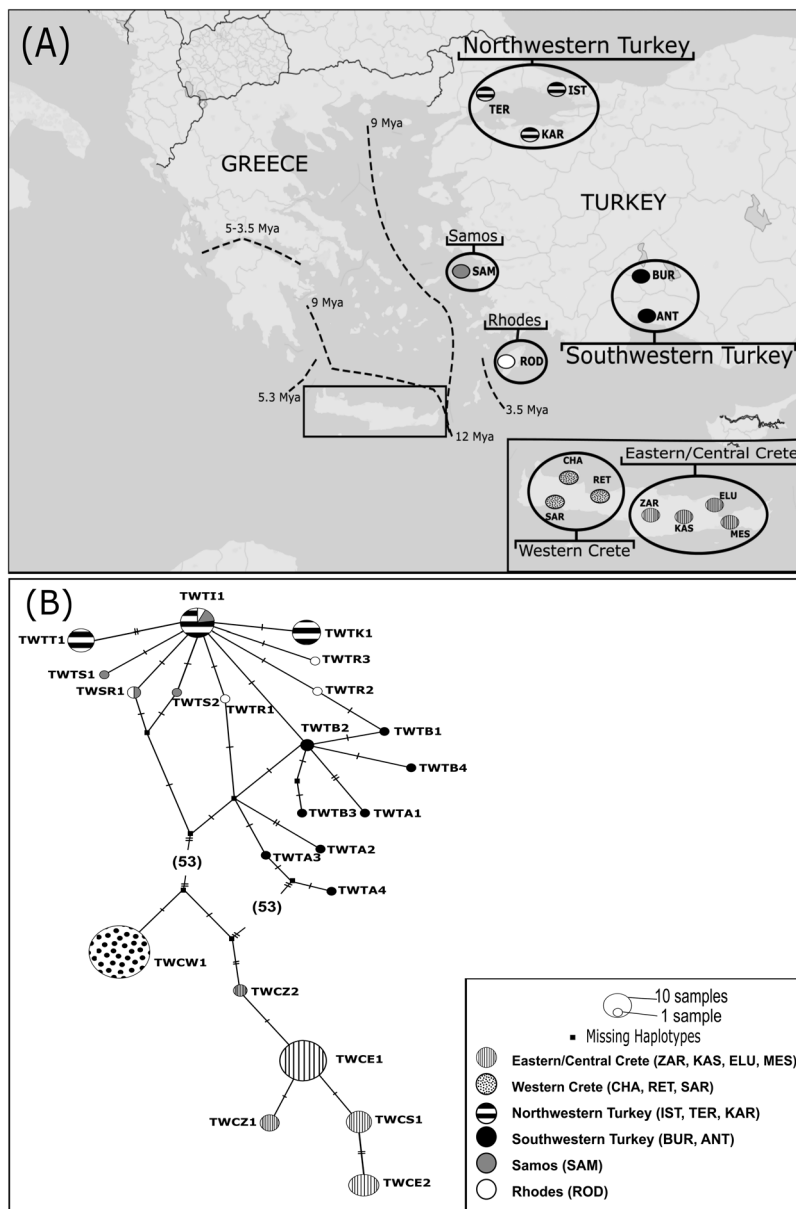 (A)
Northwestern Turkey
IST
TER
KAR
9 Mya
GREECE
TURKEY
5-3.5 Mya
Samos
SAM
BUR
ANT
9 Mya
Rhodes
ROD
Southwestern Turkey
5.3 Mya
3.5 Mya
12 Mya
Eastern/Central Crete
CHA
RET
SAR
ZAR
KAS
ELU
MES
Western Crete
(B)
TWTI1
TWTT1
TWTK1
TWTR3
TWTS1
TWSR1
TWTS2
TWTR1
TWTR2
TWTB2
TWTB1
TWTB4
TWTB3
TWTA1
TWTA3
TWTA2
(53)
TWTA4
(53)
TWCW1
TWCZ2
TWCE1
TWCZ1
TWCS1
TWCE2
10 samples
1 sample
Missing Haplotypes
Eastern/Central Crete (ZAR, KAS, ELU, MES)
Western Crete (CHA, RET, SAR)
Northwestern Turkey (IST, TER, KAR)
Southwestern Turkey (BUR, ANT)
Samos (SAM)
Rhodes (ROD)